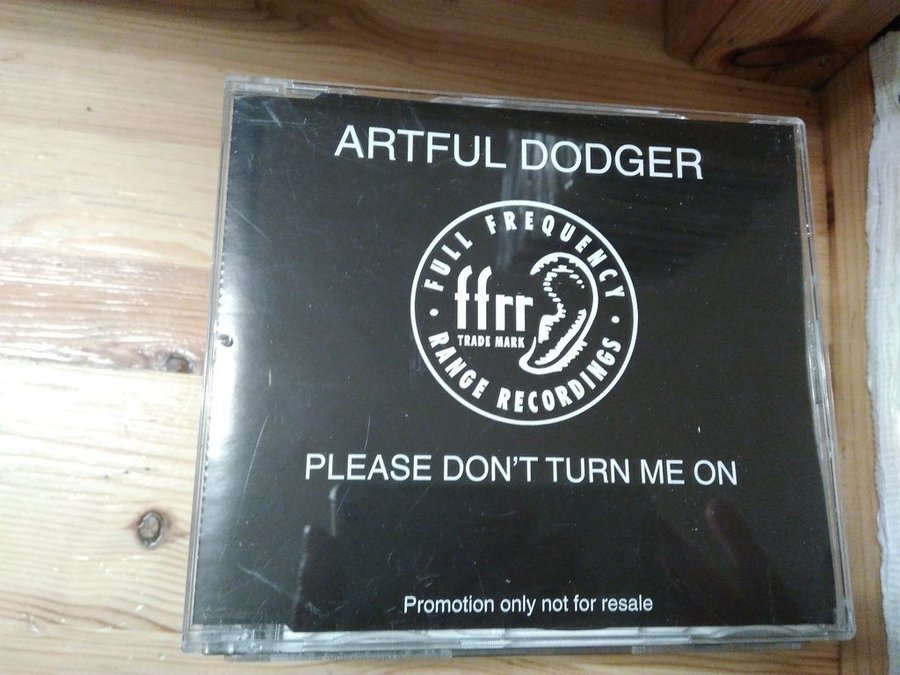 ARTFUL DODGER
FULL FREQUENCY
ffrr
TRADE MARK
RANGE RECORDINGS
PLEASE DON'T TURN ME ON
Promotion only not for resale